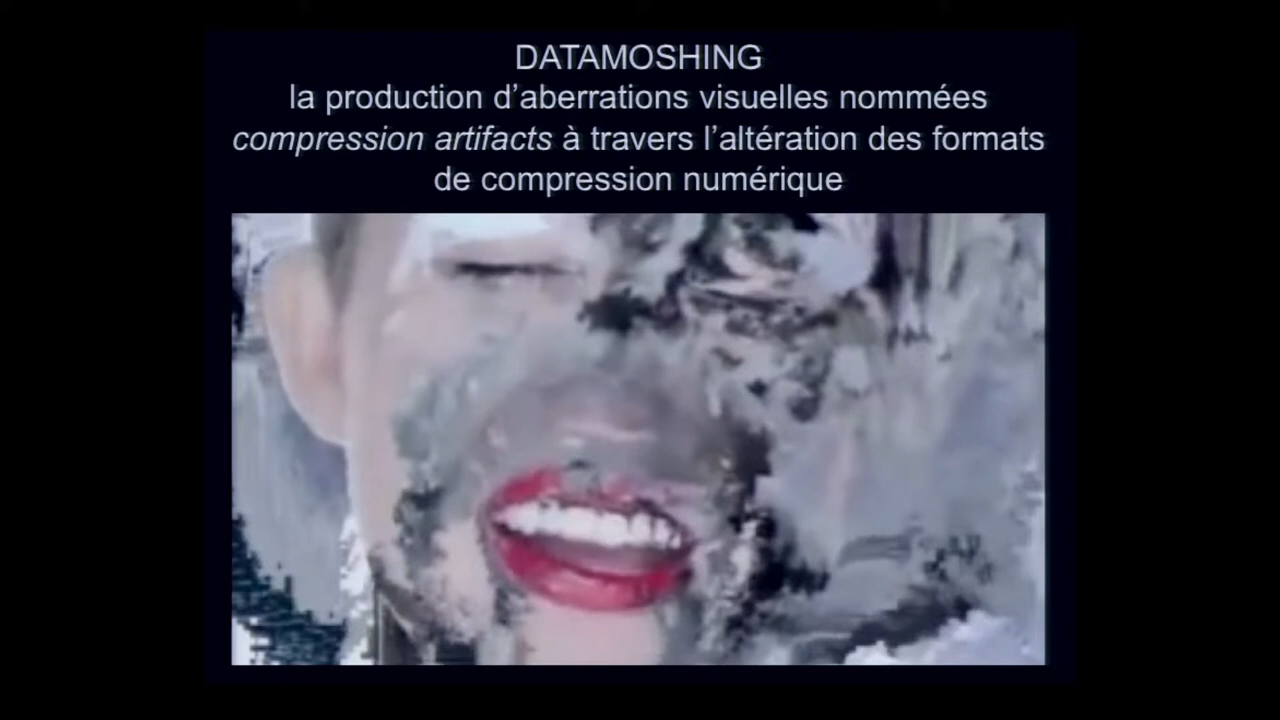 DATAMOSHING
la production d’aberrations visuelles nommées
compression artifacts à travers l’altération des formats
de compression numérique